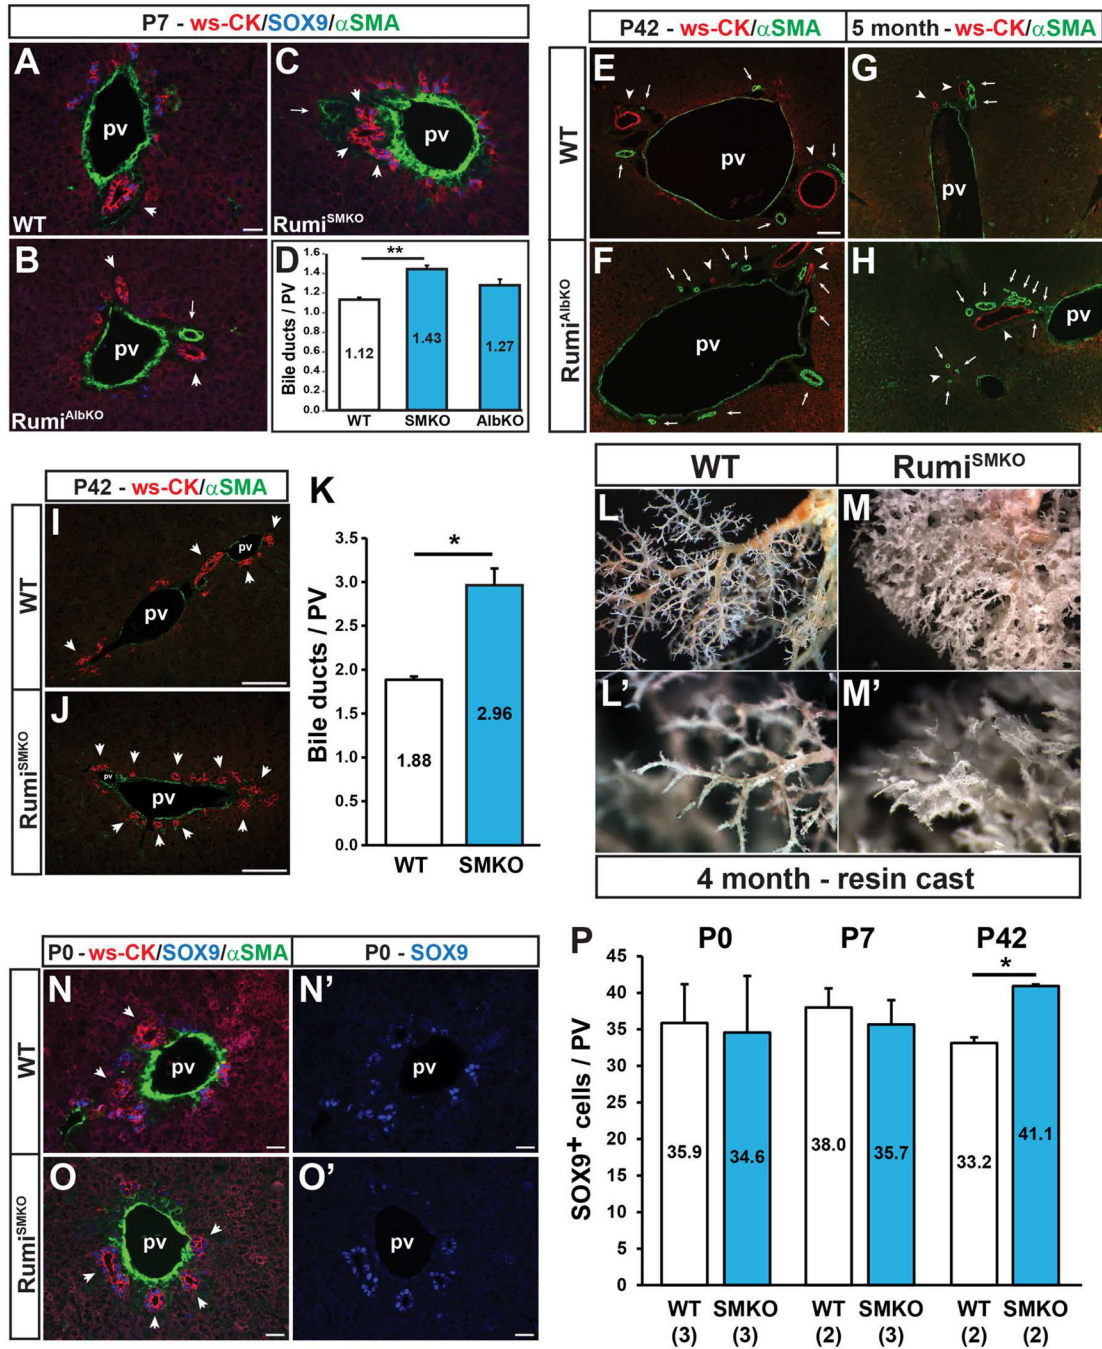 P7 - ws-CK/SOX9/αSMA
A
pv
WT
C
pv
Rumi^SMKO
B
pv
Rumi^AlbKO
D
**
Bile ducts / PV
1.6
1.4
1.2
1.0
0.8
0.6
0.4
0.2
0.0
1.12
1.43
1.27
WT SMKO AlbKO
P42 - ws-CK/αSMA
5 month - ws-CK/αSMA
WT
E
pv
G
pv
Rumi^AlbKO
F
pv
H
pv
P42 - ws-CK/αSMA
WT
I
pv
pv
Rumi^SMKO
J
pv
pv
K
*
Bile ducts / PV
3.5
3.0
2.5
2.0
1.5
1.0
0.5
0.0
1.88
2.96
WT SMKO
WT
Rumi^SMKO
L
M
L’
M’
4 month - resin cast
P0 - ws-CK/SOX9/αSMA
P0 - SOX9
WT
N
pv
N’
pv
Rumi^SMKO
O
pv
O’
pv
P
P0 P7 P42
*
SOX9+ cells / PV
45
40
35
30
25
20
15
10
5
0
35.9
34.6
38.0
35.7
33.2
41.1
WT SMKO WT SMKO WT SMKO
(3) (3) (2) (3) (2) (2)